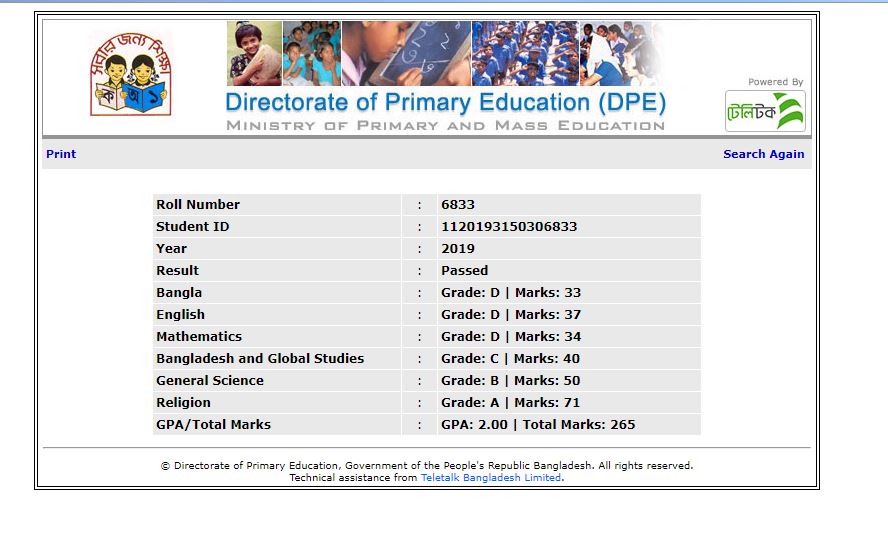 সবার জন্য শিক্ষা
ক অ ১
Directorate of Primary Education (DPE)
MINISTRY OF PRIMARY AND MASS EDUCATION
Powered By
টেলিটক
Print
Search Again
Roll Number : 6833
Student ID : 1120193150306833
Year : 2019
Result : Passed
Bangla : Grade: D | Marks: 33
English : Grade: D | Marks: 37
Mathematics : Grade: D | Marks: 34
Bangladesh and Global Studies : Grade: C | Marks: 40
General Science : Grade: B | Marks: 50
Religion : Grade: A | Marks: 71
GPA/Total Marks : GPA: 2.00 | Total Marks: 265
© Directorate of Primary Education, Government of the People's Republic Bangladesh. All rights reserved.
Technical assistance from Teletalk Bangladesh Limited.